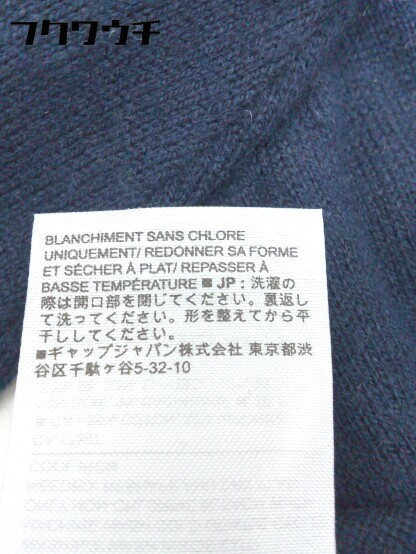 フクウウチ
BLANCHIMENT SANS CHLORE
UNIQUEMENT/ REDONNER SA FORME
ET SÉCHER À PLAT/ REPASSER À
BASSE TEMPÉRATURE ■ JP : 洗濯の
際は開口部を閉じてください。裏返し
て洗ってください。形を整えてから平
干ししてください。
■ギャップジャパン株式会社 東京都渋
谷区千駄ヶ谷5-32-10